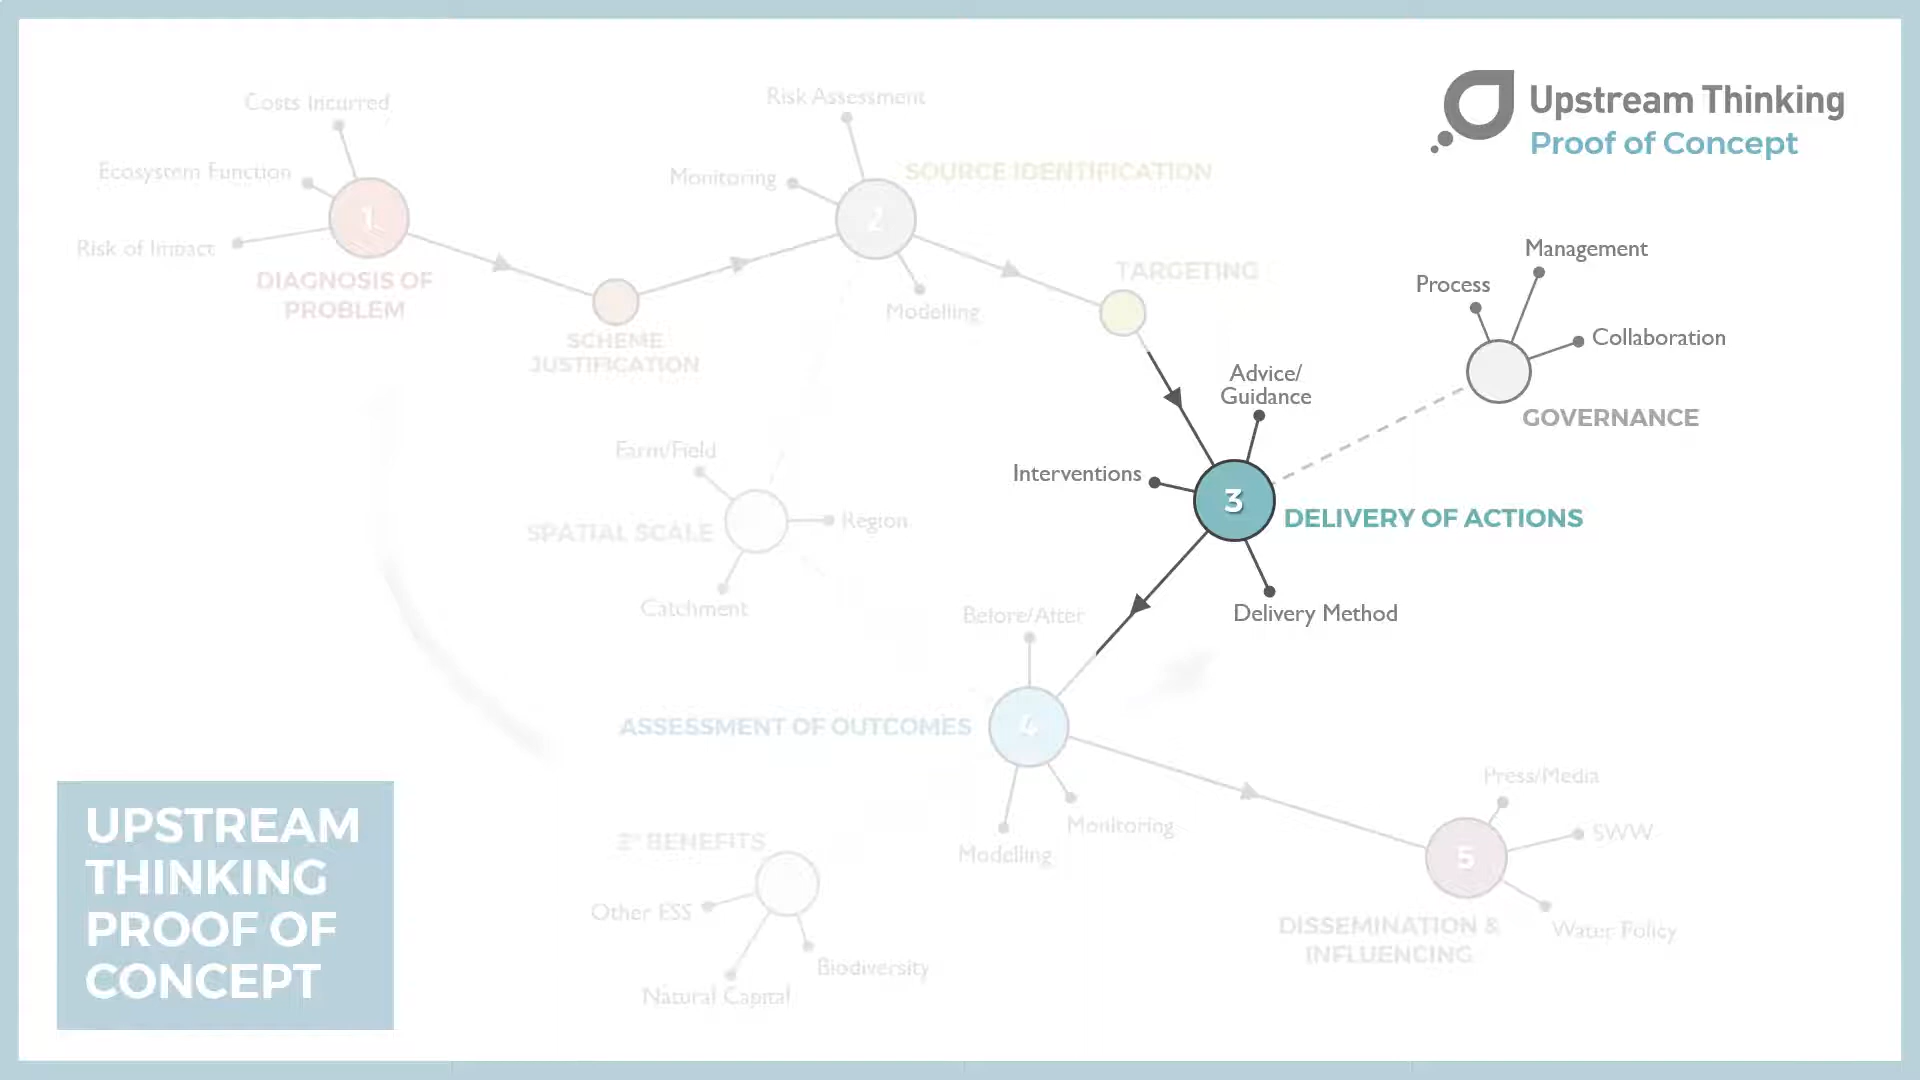 Costs Incurred
Ecosystem Function
Risk of Impact
1
DIAGNOSIS OF
PROBLEM
SCHEME
JUSTIFICATION
Risk Assessment
Monitoring
2
SOURCE IDENTIFICATION
Modelling
TARGETING
Upstream Thinking
Proof of Concept
Management
Process
Collaboration
GOVERNANCE
Advice/
Guidance
Interventions
3
DELIVERY OF ACTIONS
Delivery Method
Farm/Field
SPATIAL SCALE
Region
Catchment
Before/After
ASSESSMENT OF OUTCOMES
4
Monitoring
Modelling
2° BENEFITS
Other ESS
Biodiversity
Natural Capital
Press/Media
SWW
5
Water Policy
DISSEMINATION &
INFLUENCING
UPSTREAM
THINKING
PROOF OF
CONCEPT